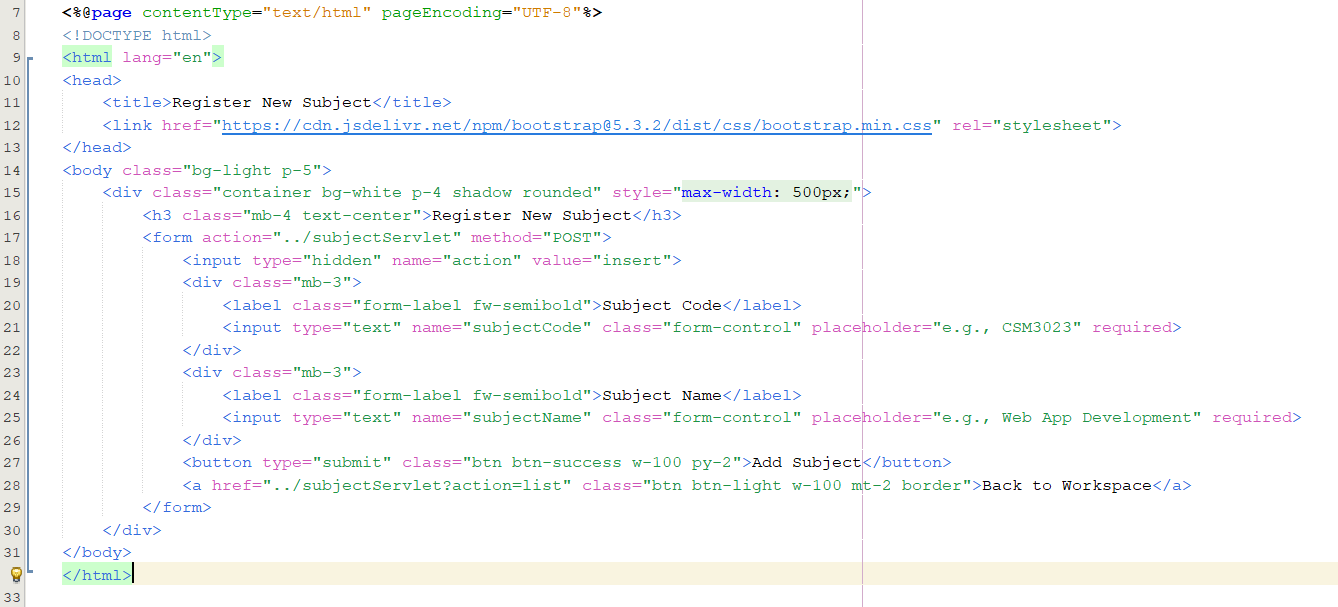 7 <%@page contentType="text/html" pageEncoding="UTF-8"%>
8 <!DOCTYPE html>
9 <html lang="en">
10 <head>
11     <title>Register New Subject</title>
12     <link href="https://cdn.jsdelivr.net/npm/bootstrap@5.3.2/dist/css/bootstrap.min.css" rel="stylesheet">
13 </head>
14 <body class="bg-light p-5">
15     <div class="container bg-white p-4 shadow rounded" style="max-width: 500px;">
16         <h3 class="mb-4 text-center">Register New Subject</h3>
17         <form action="../subjectServlet" method="POST">
18             <input type="hidden" name="action" value="insert">
19             <div class="mb-3">
20                 <label class="form-label fw-semibold">Subject Code</label>
21                 <input type="text" name="subjectCode" class="form-control" placeholder="e.g., CSM3023" required>
22             </div>
23             <div class="mb-3">
24                 <label class="form-label fw-semibold">Subject Name</label>
25                 <input type="text" name="subjectName" class="form-control" placeholder="e.g., Web App Development" required>
26             </div>
27             <button type="submit" class="btn btn-success w-100 py-2">Add Subject</button>
28             <a href="../subjectServlet?action=list" class="btn btn-light w-100 mt-2 border">Back to Workspace</a>
29         </form>
30     </div>
31 </body>
</html>
33